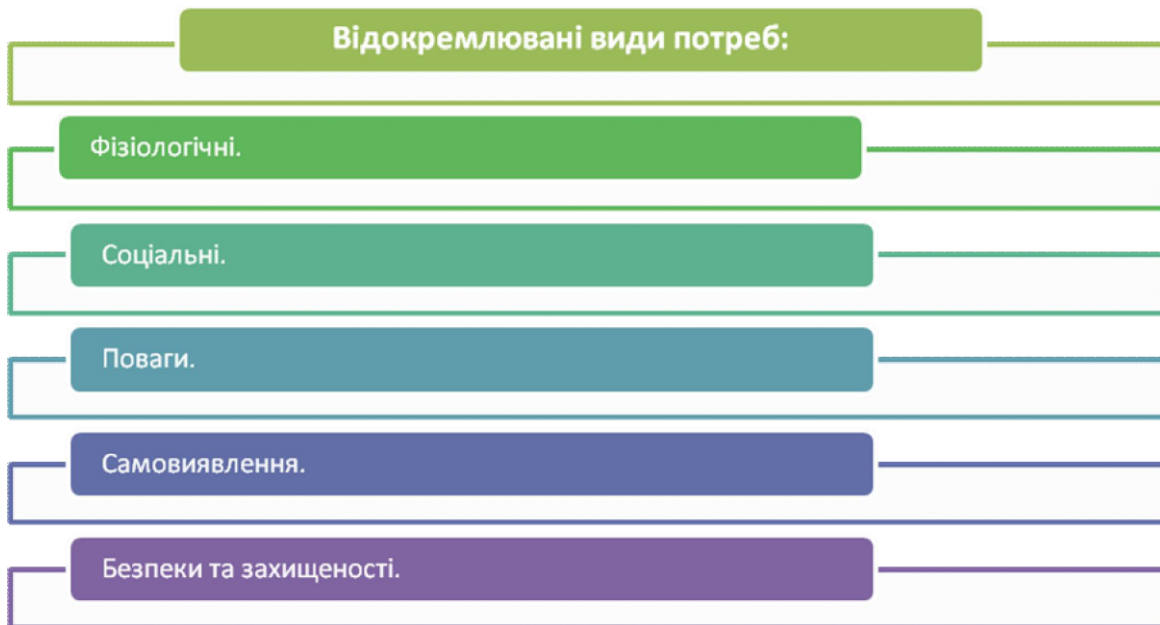 Відокремлювані види потреб:
Фізіологічні.
Соціальні.
Поваги.
Самовиявлення.
Безпеки та захищеності.